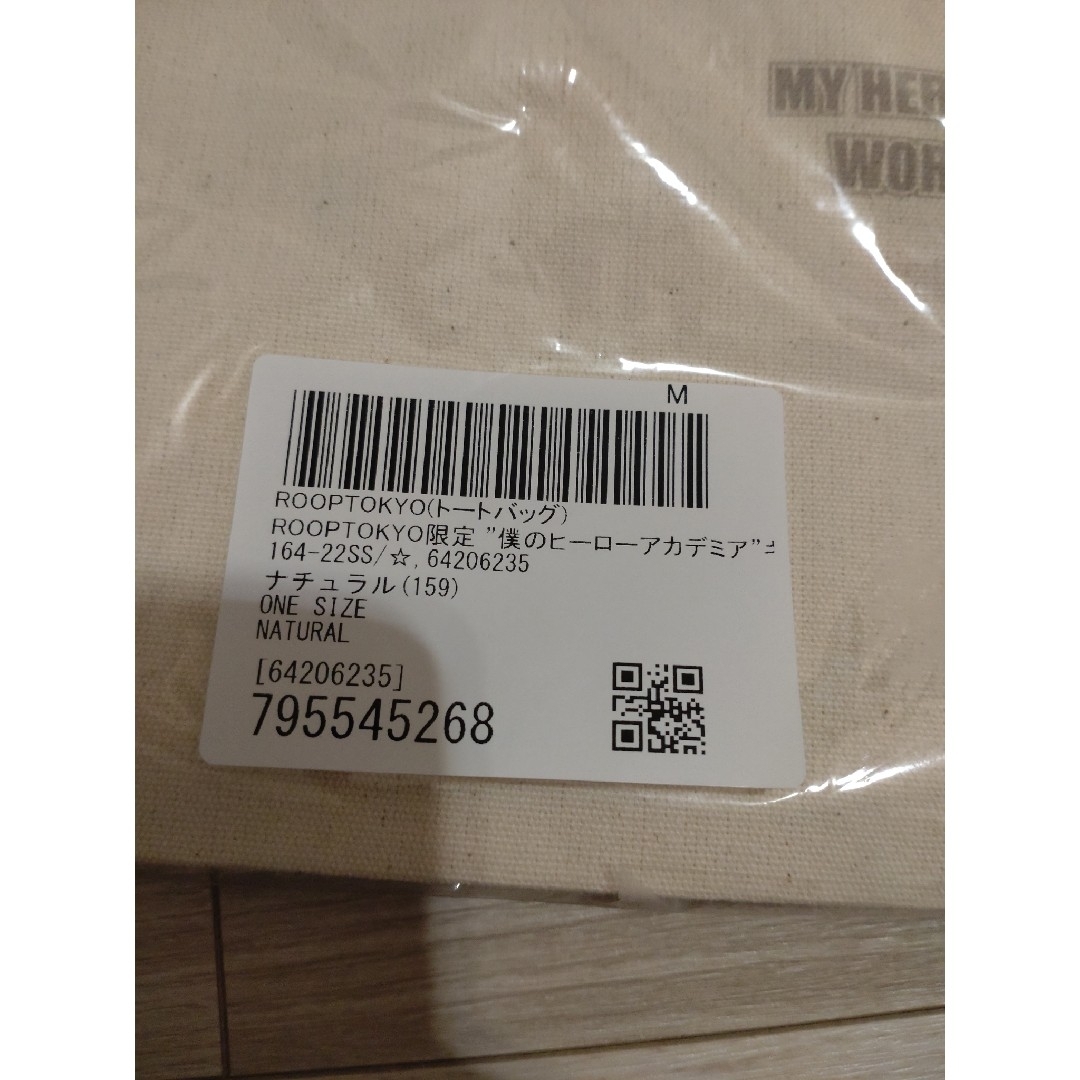 MY HER
WOR
M
ROOPTOKYO(トートバッグ)
ROOPTOKYO限定 ”僕のヒーローアカデミア”
164-22SS/☆, 64206235
ナチュラル(159)
ONE SIZE
NATURAL
[64206235]
795545268